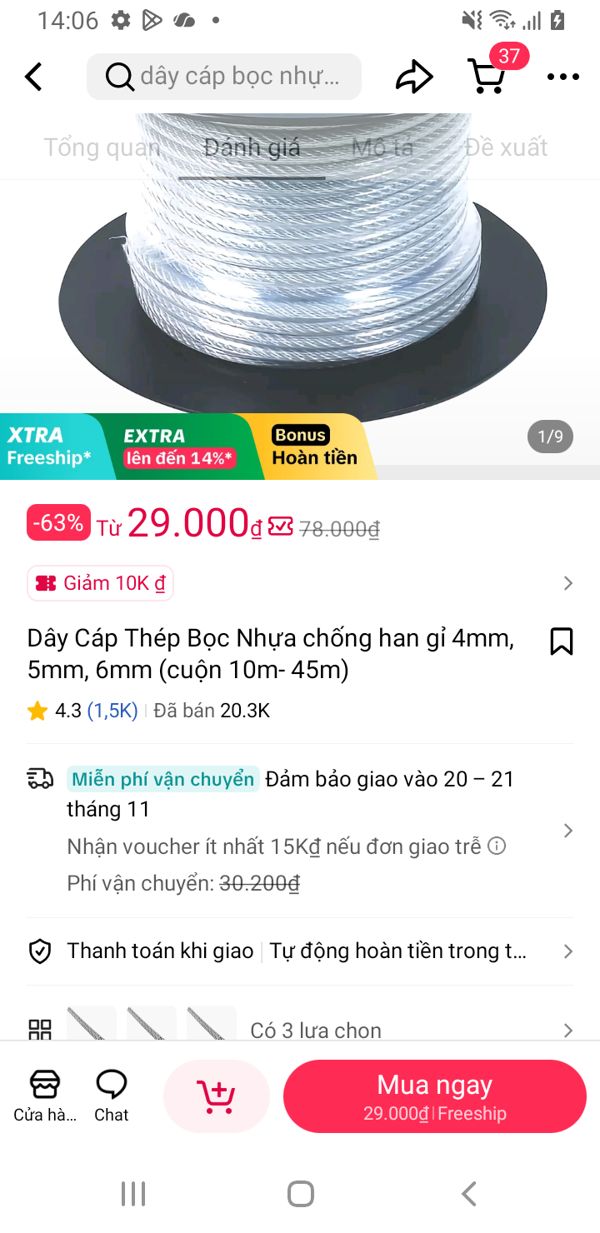 14:06
37
dây cáp bọc nhự...
Tổng quan Đánh giá Mô tả Đề xuất
XTRA
Freeship*
EXTRA
lên đến 14%*
Bonus
Hoàn tiền
1/9
-63% Từ 29.000₫ 78.000₫
Giảm 10K ₫
Dây Cáp Thép Bọc Nhựa chống han gỉ 4mm,
5mm, 6mm (cuộn 10m- 45m)
4.3 (1,5K) Đã bán 20.3K
Miễn phí vận chuyển Đảm bảo giao vào 20 – 21
tháng 11
Nhận voucher ít nhất 15K₫ nếu đơn giao trễ
Phí vận chuyển: 30.200₫
Thanh toán khi giao Tự động hoàn tiền trong t...
Có 3 lựa chọn
Cửa hà...
Chat
Mua ngay
29.000₫ Freeship